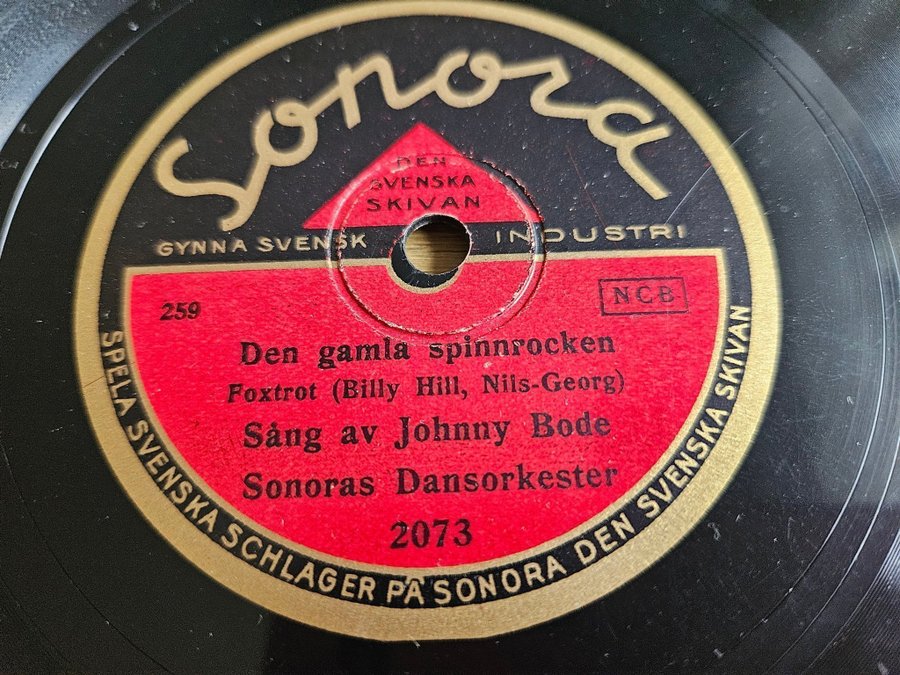 Sonora
DEN
SVENSKA
SKIVAN
GYNNA SVENSK INDUSTRI
259
NCB
Den gamla spinnrocken
Foxtrot (Billy Hill, Nils-Georg)
Sång av Johnny Bode
Sonoras Dansorkester
2073
SPELA SVENSKA SCHLAGER PÅ SONORA DEN SVENSKA SKIVAN